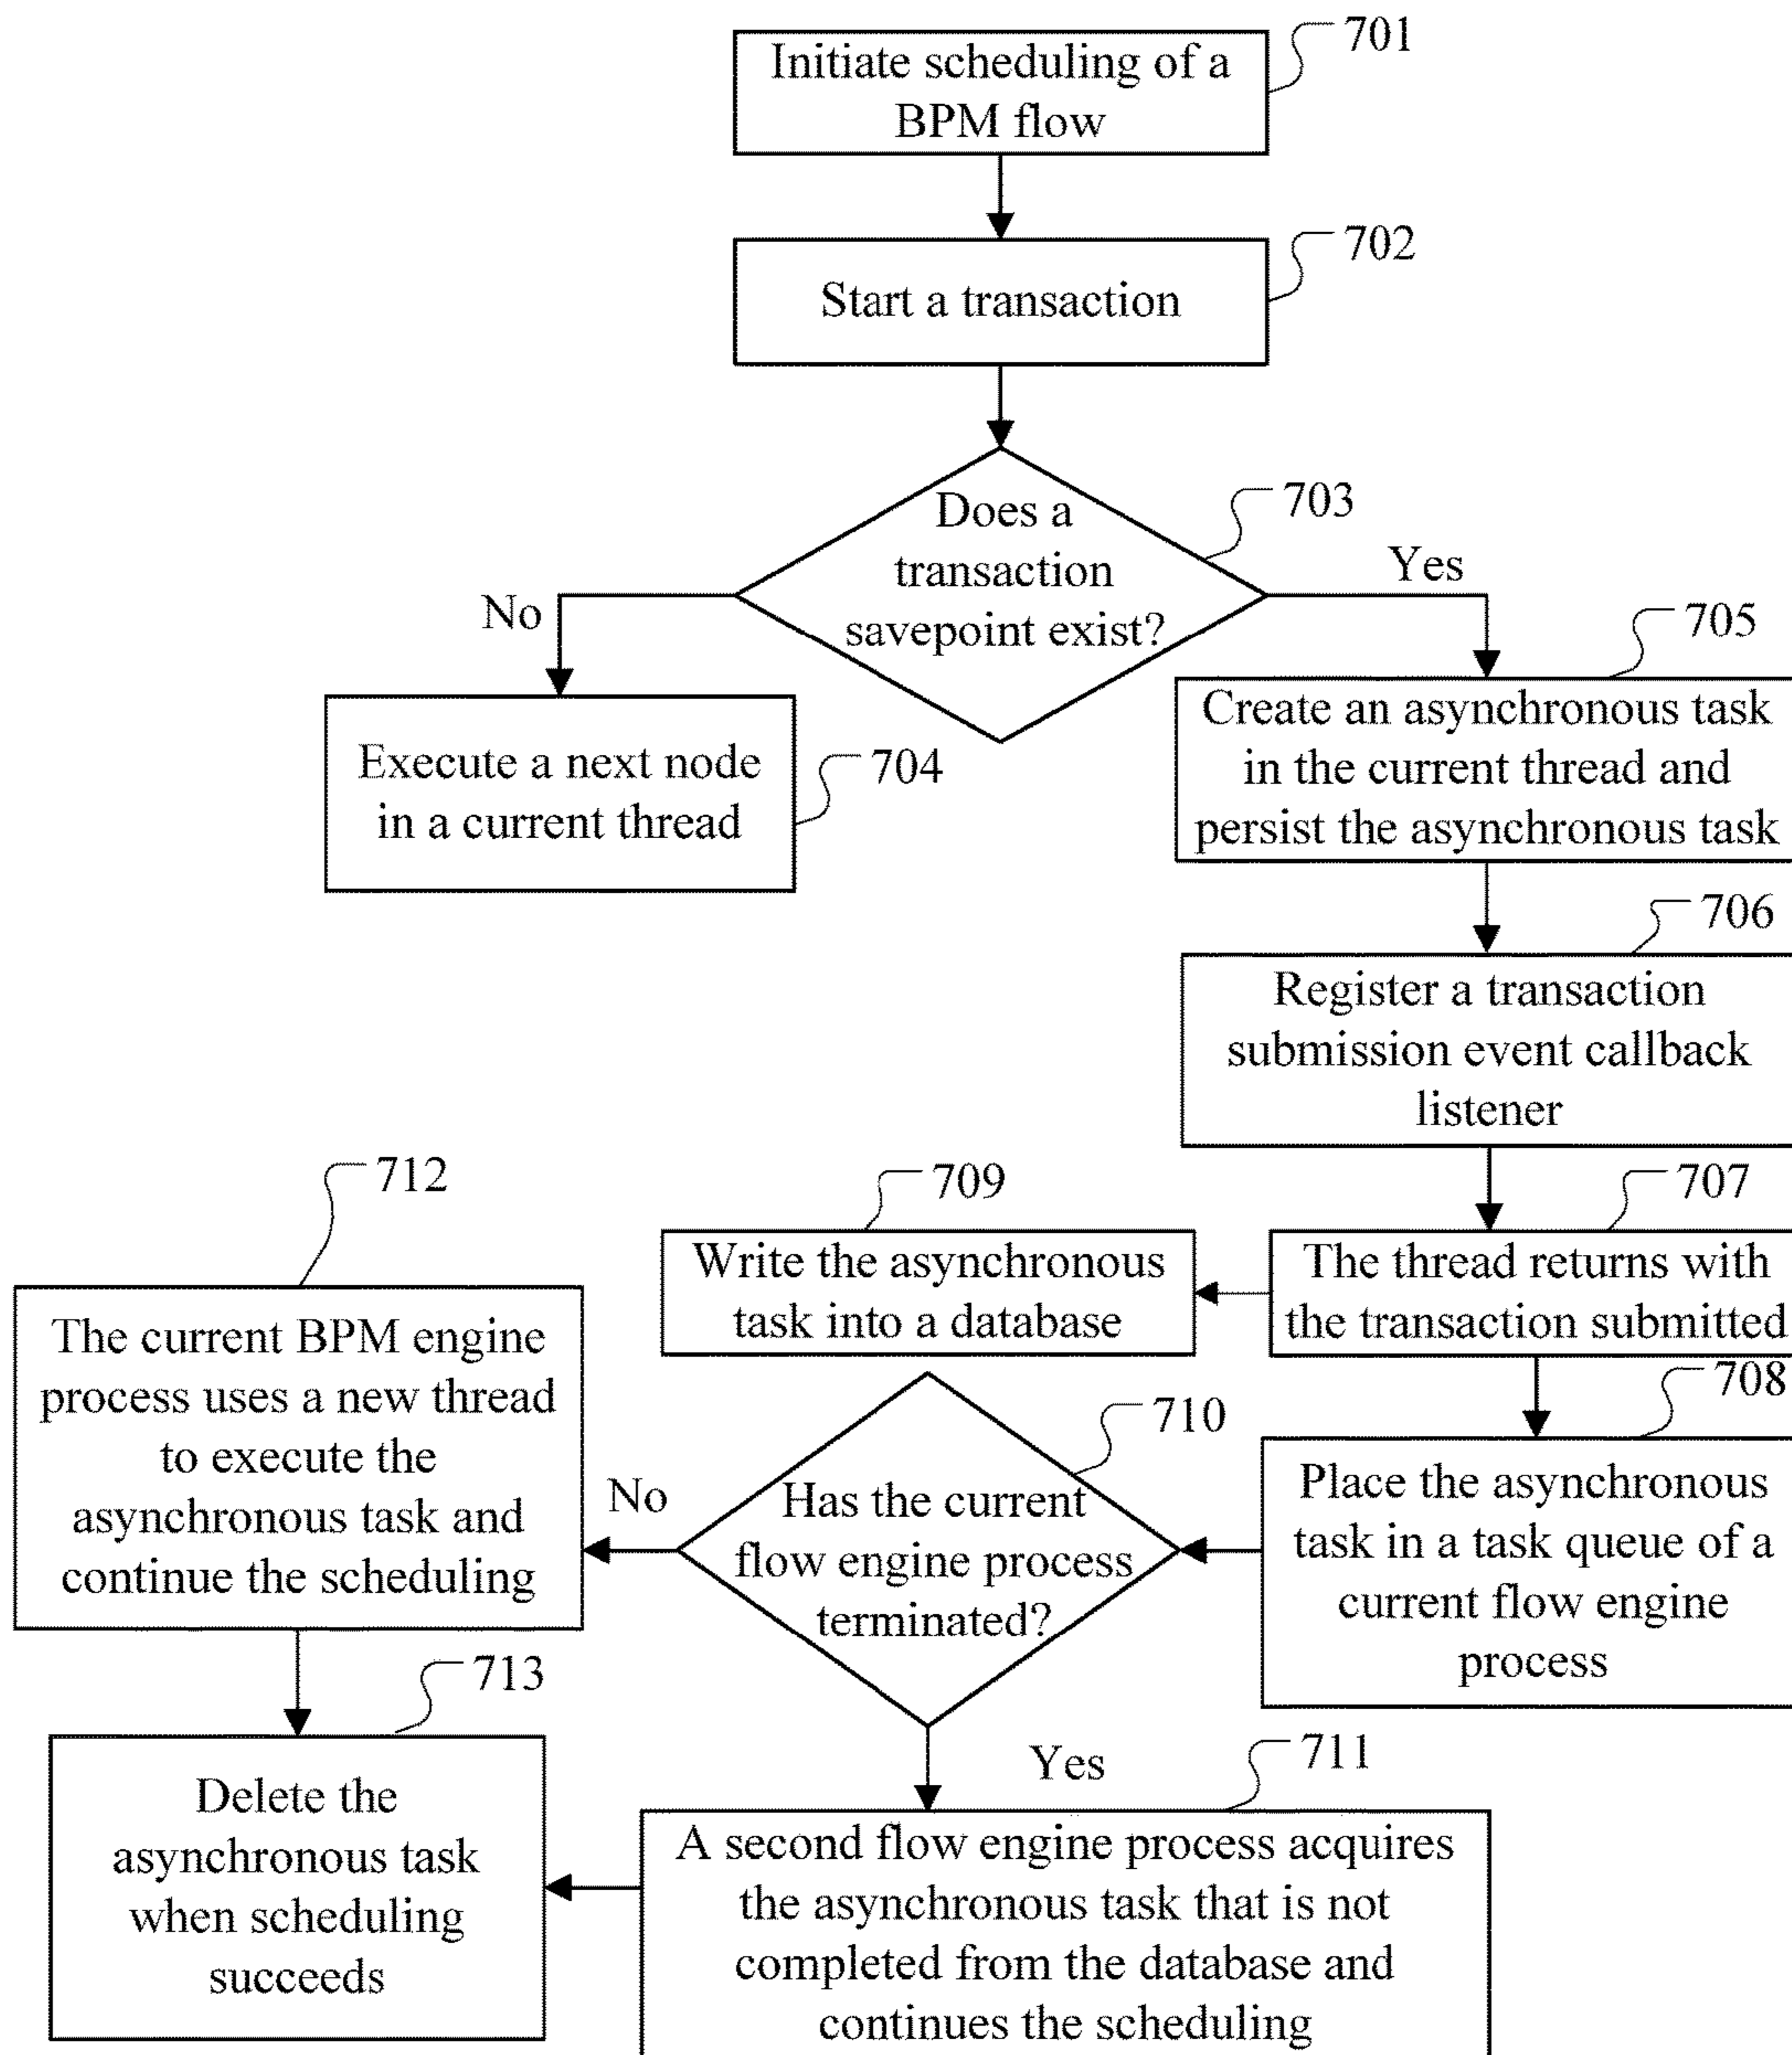 701
Initiate scheduling of a
BPM flow
702
Start a transaction
703
Does a
transaction
savepoint exist?
No
Yes
704
Execute a next node
in a current thread
705
Create an asynchronous task
in the current thread and
persist the asynchronous task
706
Register a transaction
submission event callback
listener
707
The thread returns with
the transaction submitted
709
Write the asynchronous
task into a database
708
Place the asynchronous
task in a task queue of a
current flow engine
process
710
Has the current
flow engine process
terminated?
No
Yes
712
The current BPM engine
process uses a new thread
to execute the
asynchronous task and
continue the scheduling
711
A second flow engine process acquires
the asynchronous task that is not
completed from the database and
continues the scheduling
713
Delete the
asynchronous task
when scheduling
succeeds